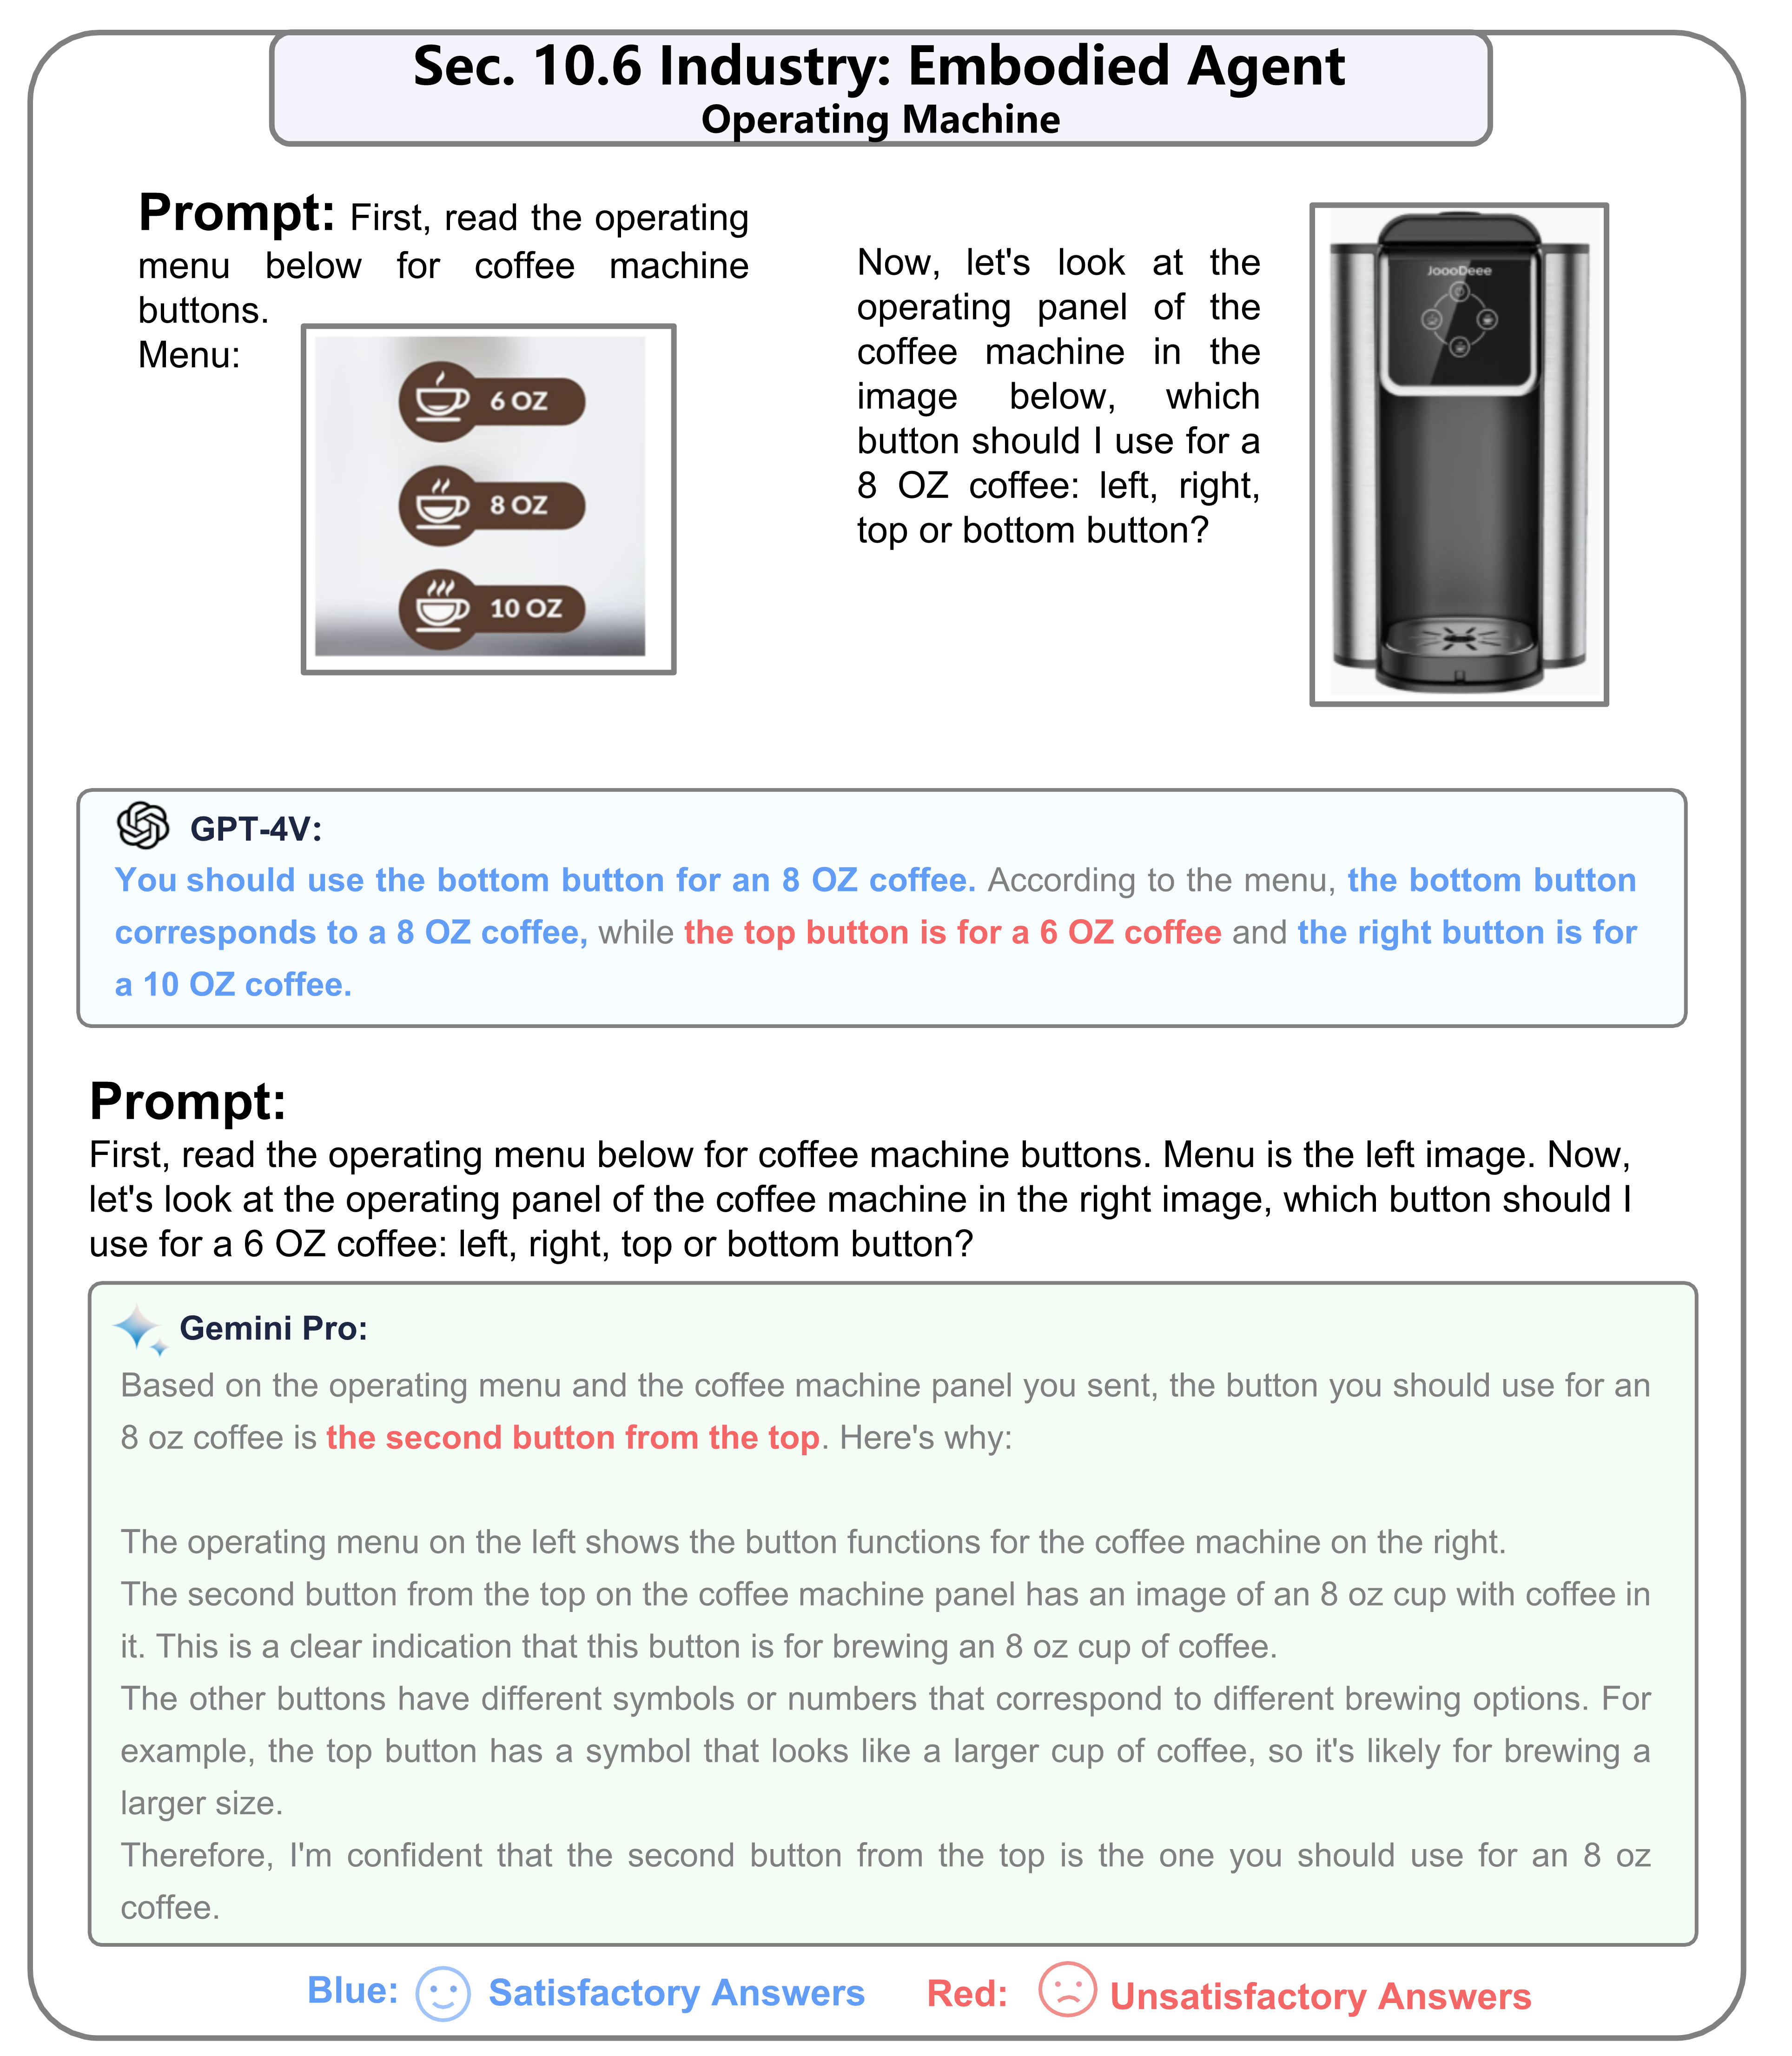 Sec. 10.6 Industry: Embodied Agent
Operating Machine
Prompt: First, read the operating
menu below for coffee machine
buttons.
Menu:
6 OZ
8 OZ
10 OZ
Now, let's look at the
operating panel of the
coffee machine in the
image below, which
button should I use for a
8 OZ coffee: left, right,
top or bottom button?
JoooDeee
GPT-4V:
You should use the bottom button for an 8 OZ coffee. According to the menu, the bottom button
corresponds to a 8 OZ coffee, while the top button is for a 6 OZ coffee and the right button is for
a 10 OZ coffee.
Prompt:
First, read the operating menu below for coffee machine buttons. Menu is the left image. Now,
let's look at the operating panel of the coffee machine in the right image, which button should I
use for a 6 OZ coffee: left, right, top or bottom button?
Gemini Pro:
Based on the operating menu and the coffee machine panel you sent, the button you should use for an
8 oz coffee is the second button from the top. Here's why:
The operating menu on the left shows the button functions for the coffee machine on the right.
The second button from the top on the coffee machine panel has an image of an 8 oz cup with coffee in
it. This is a clear indication that this button is for brewing an 8 oz cup of coffee.
The other buttons have different symbols or numbers that correspond to different brewing options. For
example, the top button has a symbol that looks like a larger cup of coffee, so it's likely for brewing a
larger size.
Therefore, I'm confident that the second button from the top is the one you should use for an 8 oz
coffee.
Blue: Satisfactory Answers Red: Unsatisfactory Answers